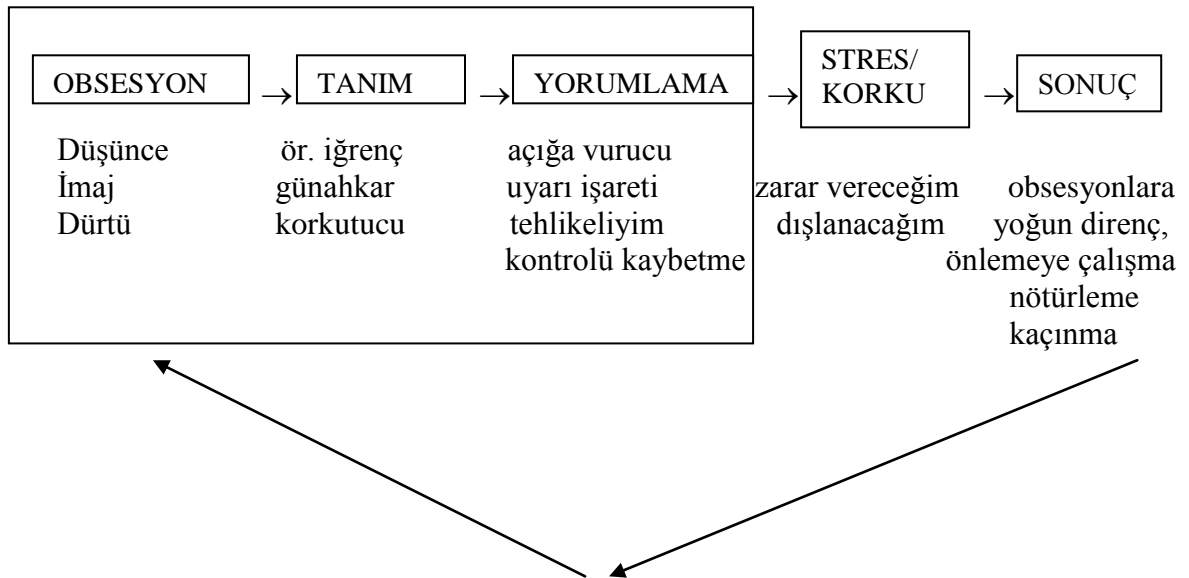 OBSESYON → TANIM → YORUMLAMA → STRES/ KORKU → SONUÇ
Düşünce ör. iğrenç açığa vurucu
İmaj günahkar uyarı işareti zarar vereceğim obsesyonlara
Dürtü korkutucu tehlikeliyim dışlanacağım yoğun direnç,
kontrolü kaybetme önlemeye çalışma
nötürleme
kaçınma